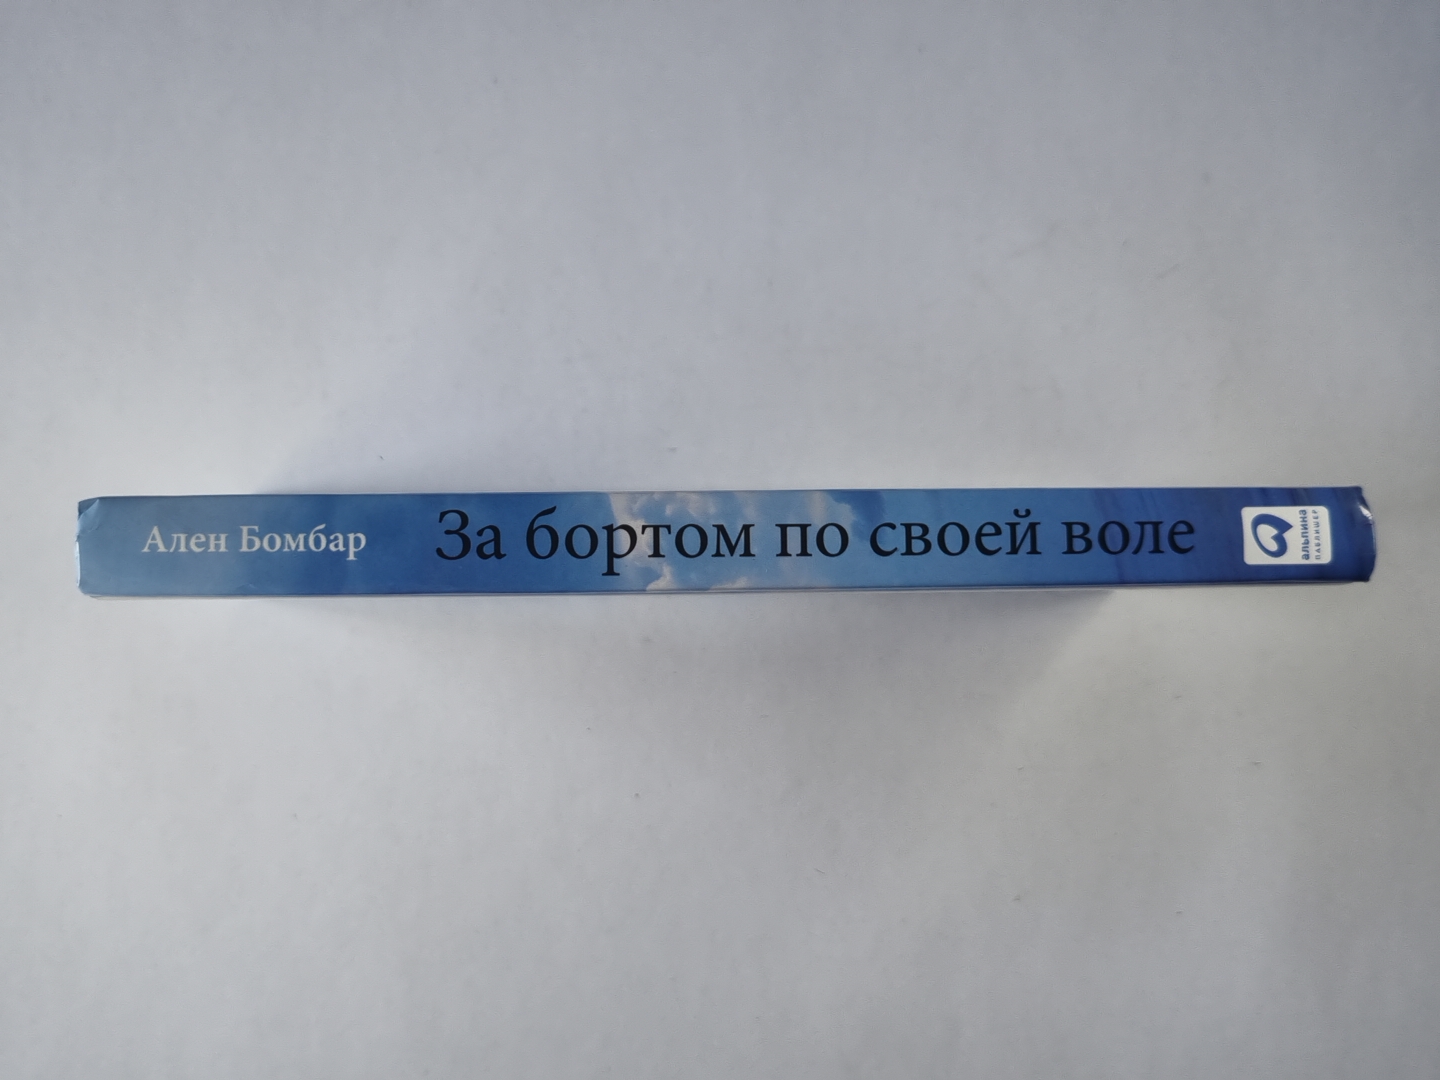 Ален Бомбар
За бортом по своей воле
альпина
ПАБЛИШЕР